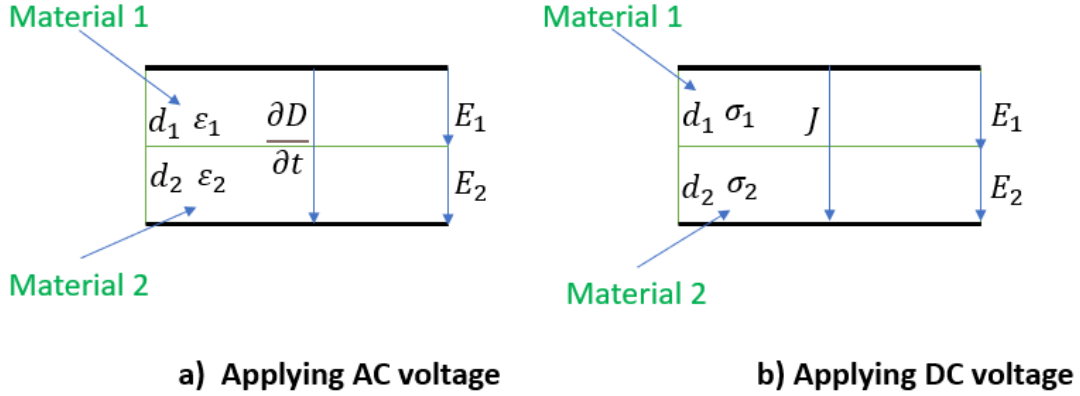 Material 1
d₁ ε₁
∂D
∂t
E₁
d₂ ε₂
E₂
Material 2
a) Applying AC voltage
Material 1
d₁ σ₁
J
E₁
d₂ σ₂
E₂
Material 2
b) Applying DC voltage